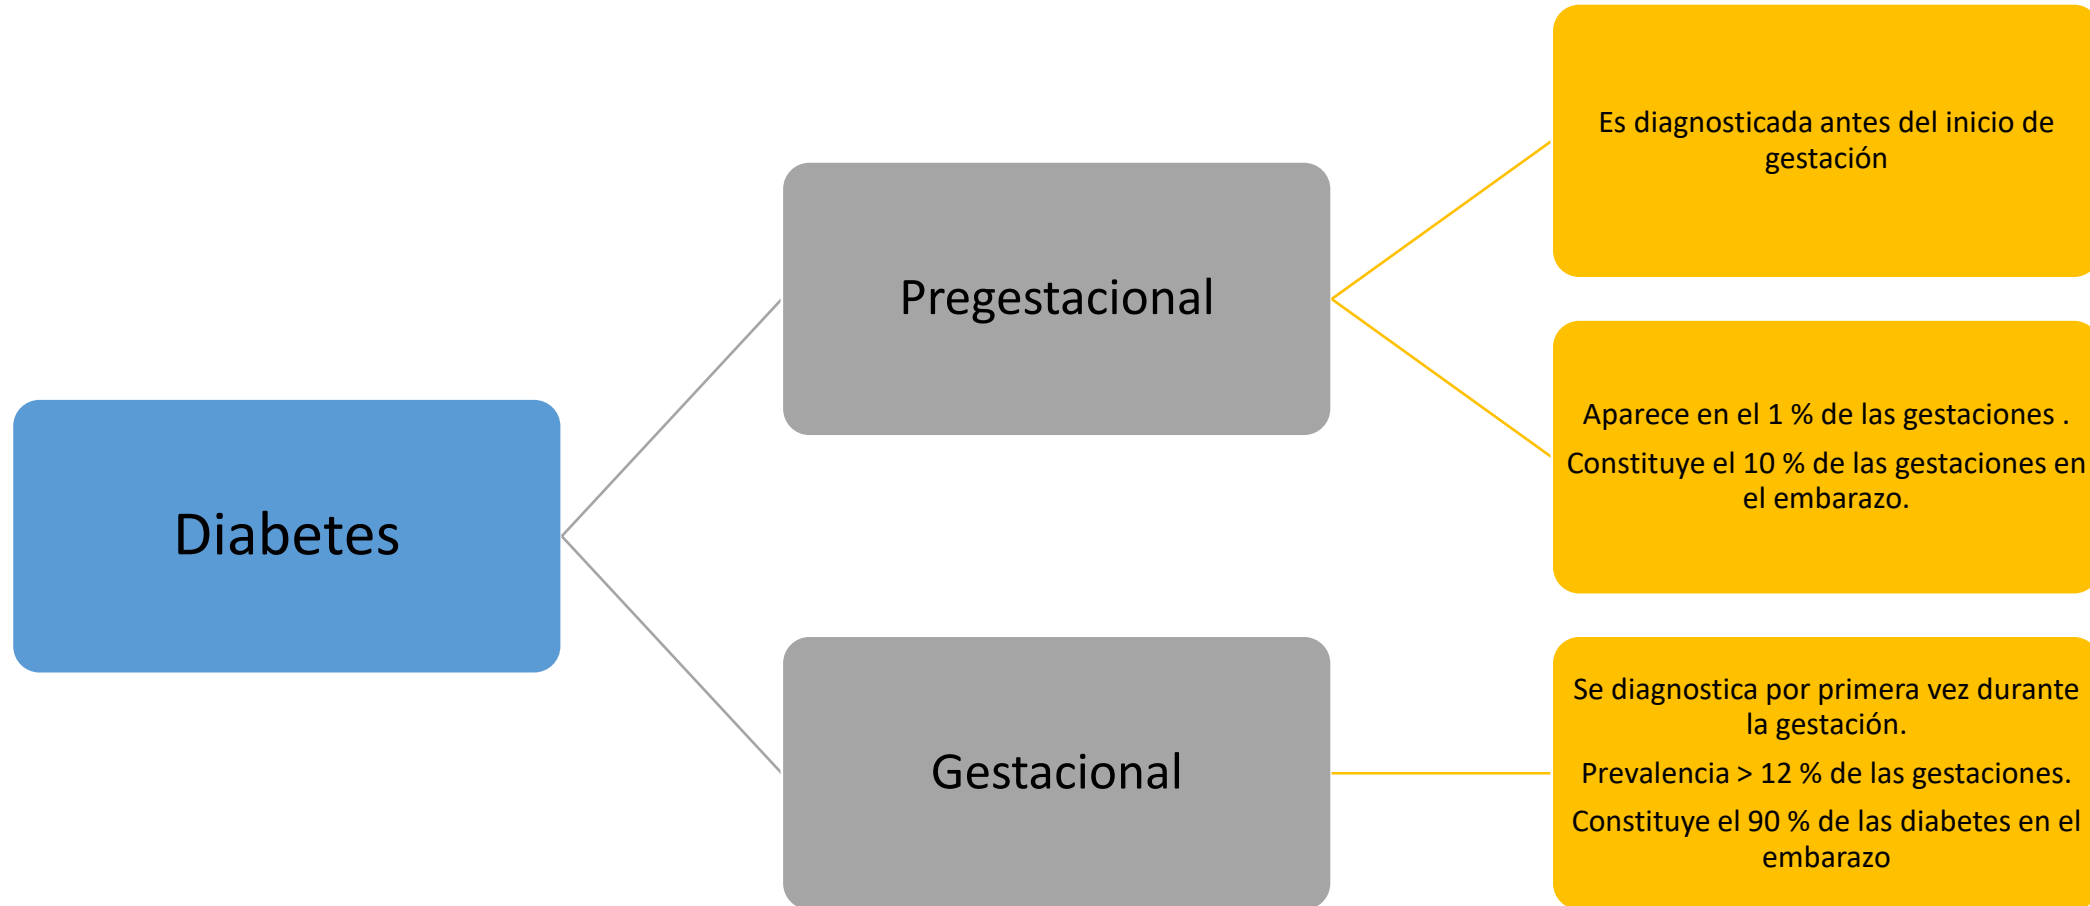 Diabetes
Pregestacional
Es diagnosticada antes del inicio de
gestación
Aparece en el 1 % de las gestaciones .
Constituye el 10 % de las gestaciones en
el embarazo.
Gestacional
Se diagnostica por primera vez durante
la gestación.
Prevalencia > 12 % de las gestaciones.
Constituye el 90 % de las diabetes en el
embarazo